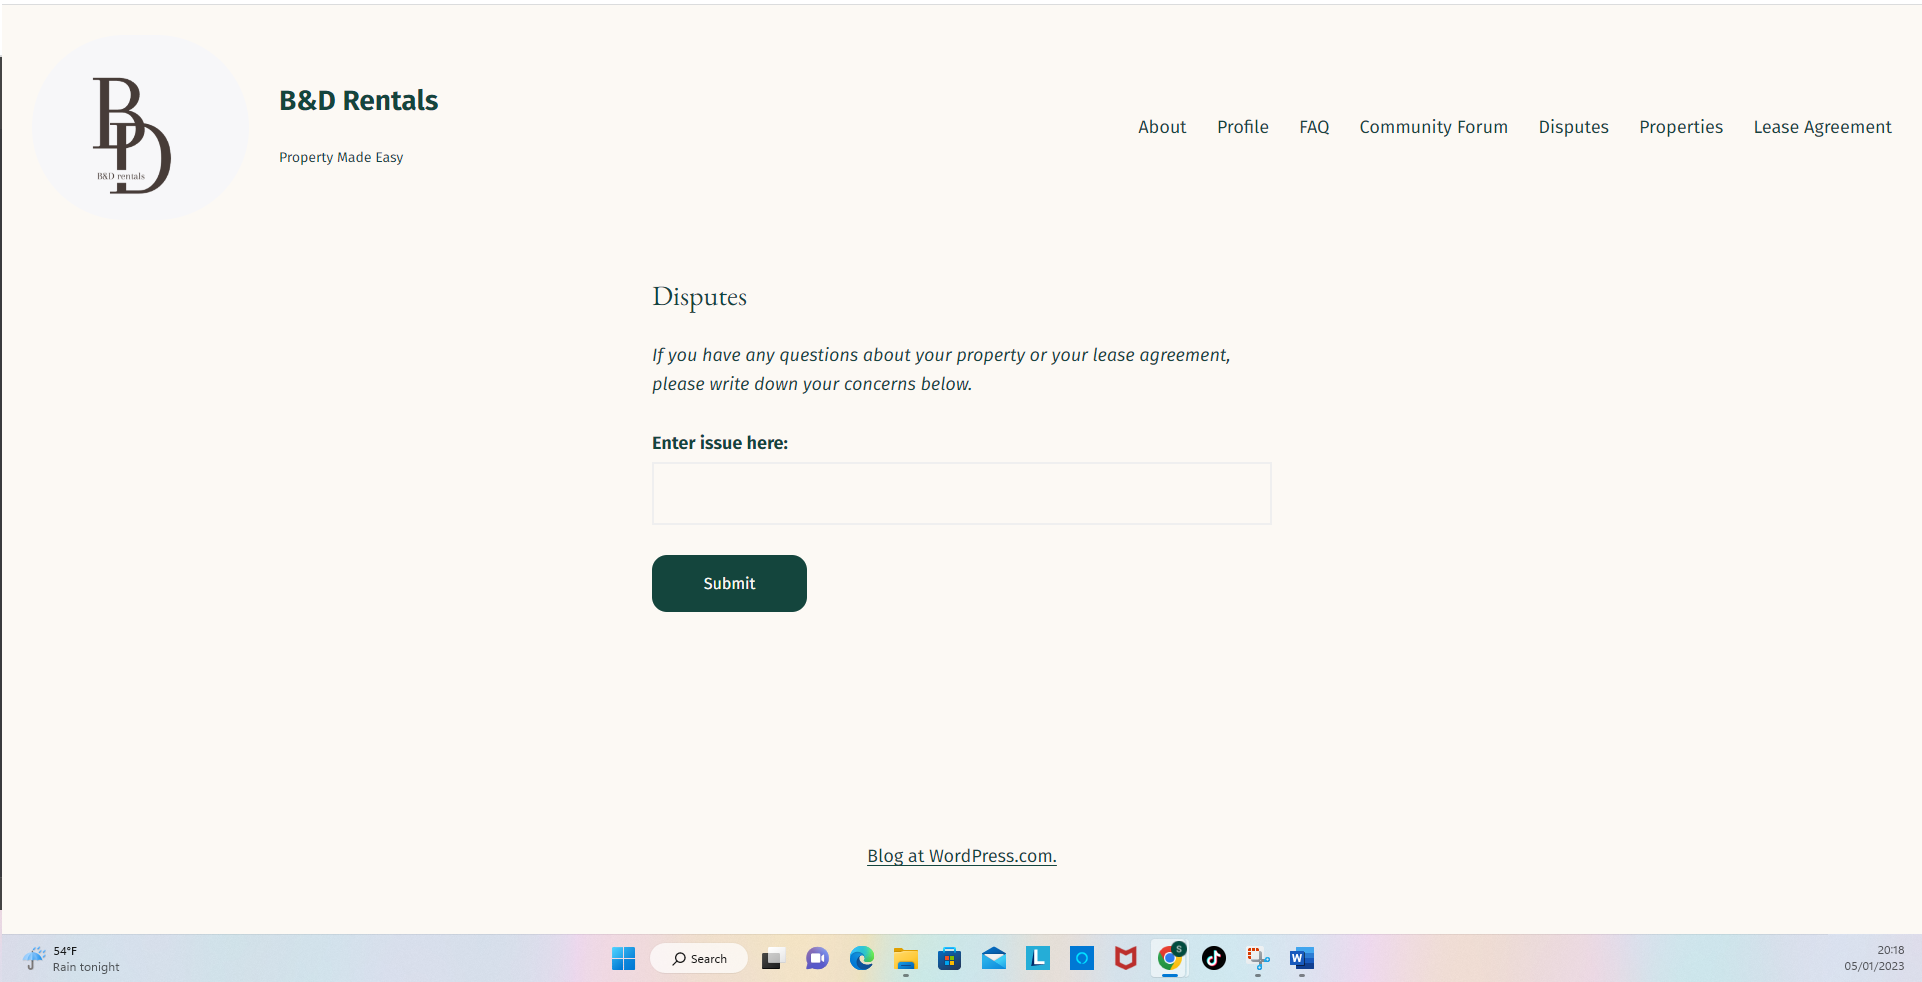 B
D
B&D rentals
B&D Rentals
Property Made Easy
About Profile FAQ Community Forum Disputes Properties Lease Agreement
Disputes
If you have any questions about your property or your lease agreement,
please write down your concerns below.
Enter issue here:
Submit
Blog at WordPress.com.
54°F
Rain tonight
Search
L
S
W
20:18
05/01/2023